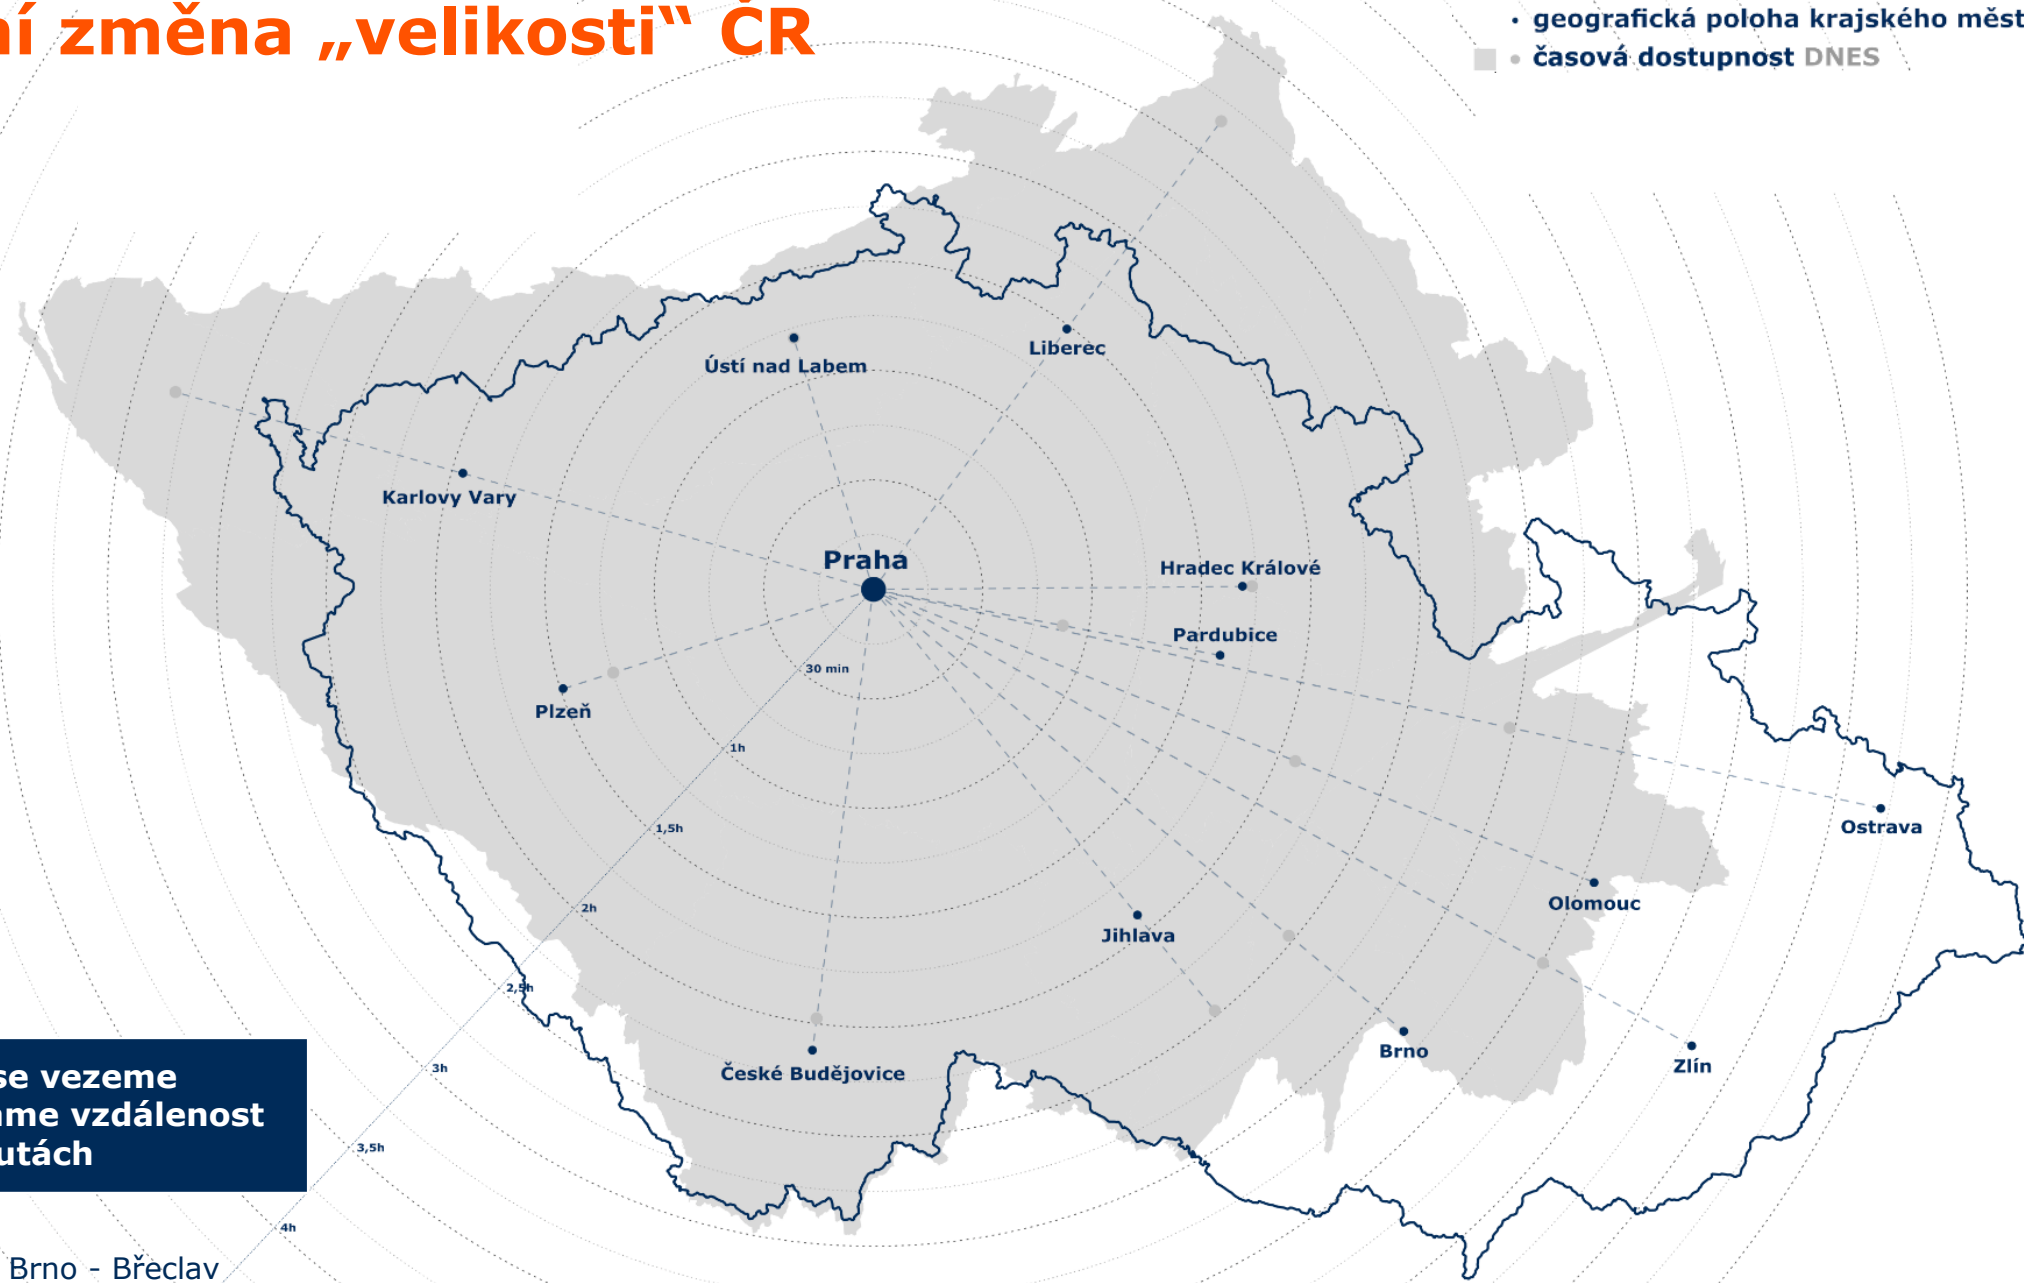 ní změna „velikosti“ ČR
geografická poloha krajského měst
časová dostupnost DNES
Ústí nad Labem
Liberec
Karlovy Vary
Praha
Hradec Králové
Pardubice
30 min
Plzeň
1h
1,5h
Ostrava
2h
Olomouc
Jihlava
2,5h
Brno
Zlín
České Budějovice
3h
se vezeme
me vzdálenost
utách
3,5h
4h
Brno - Břeclav